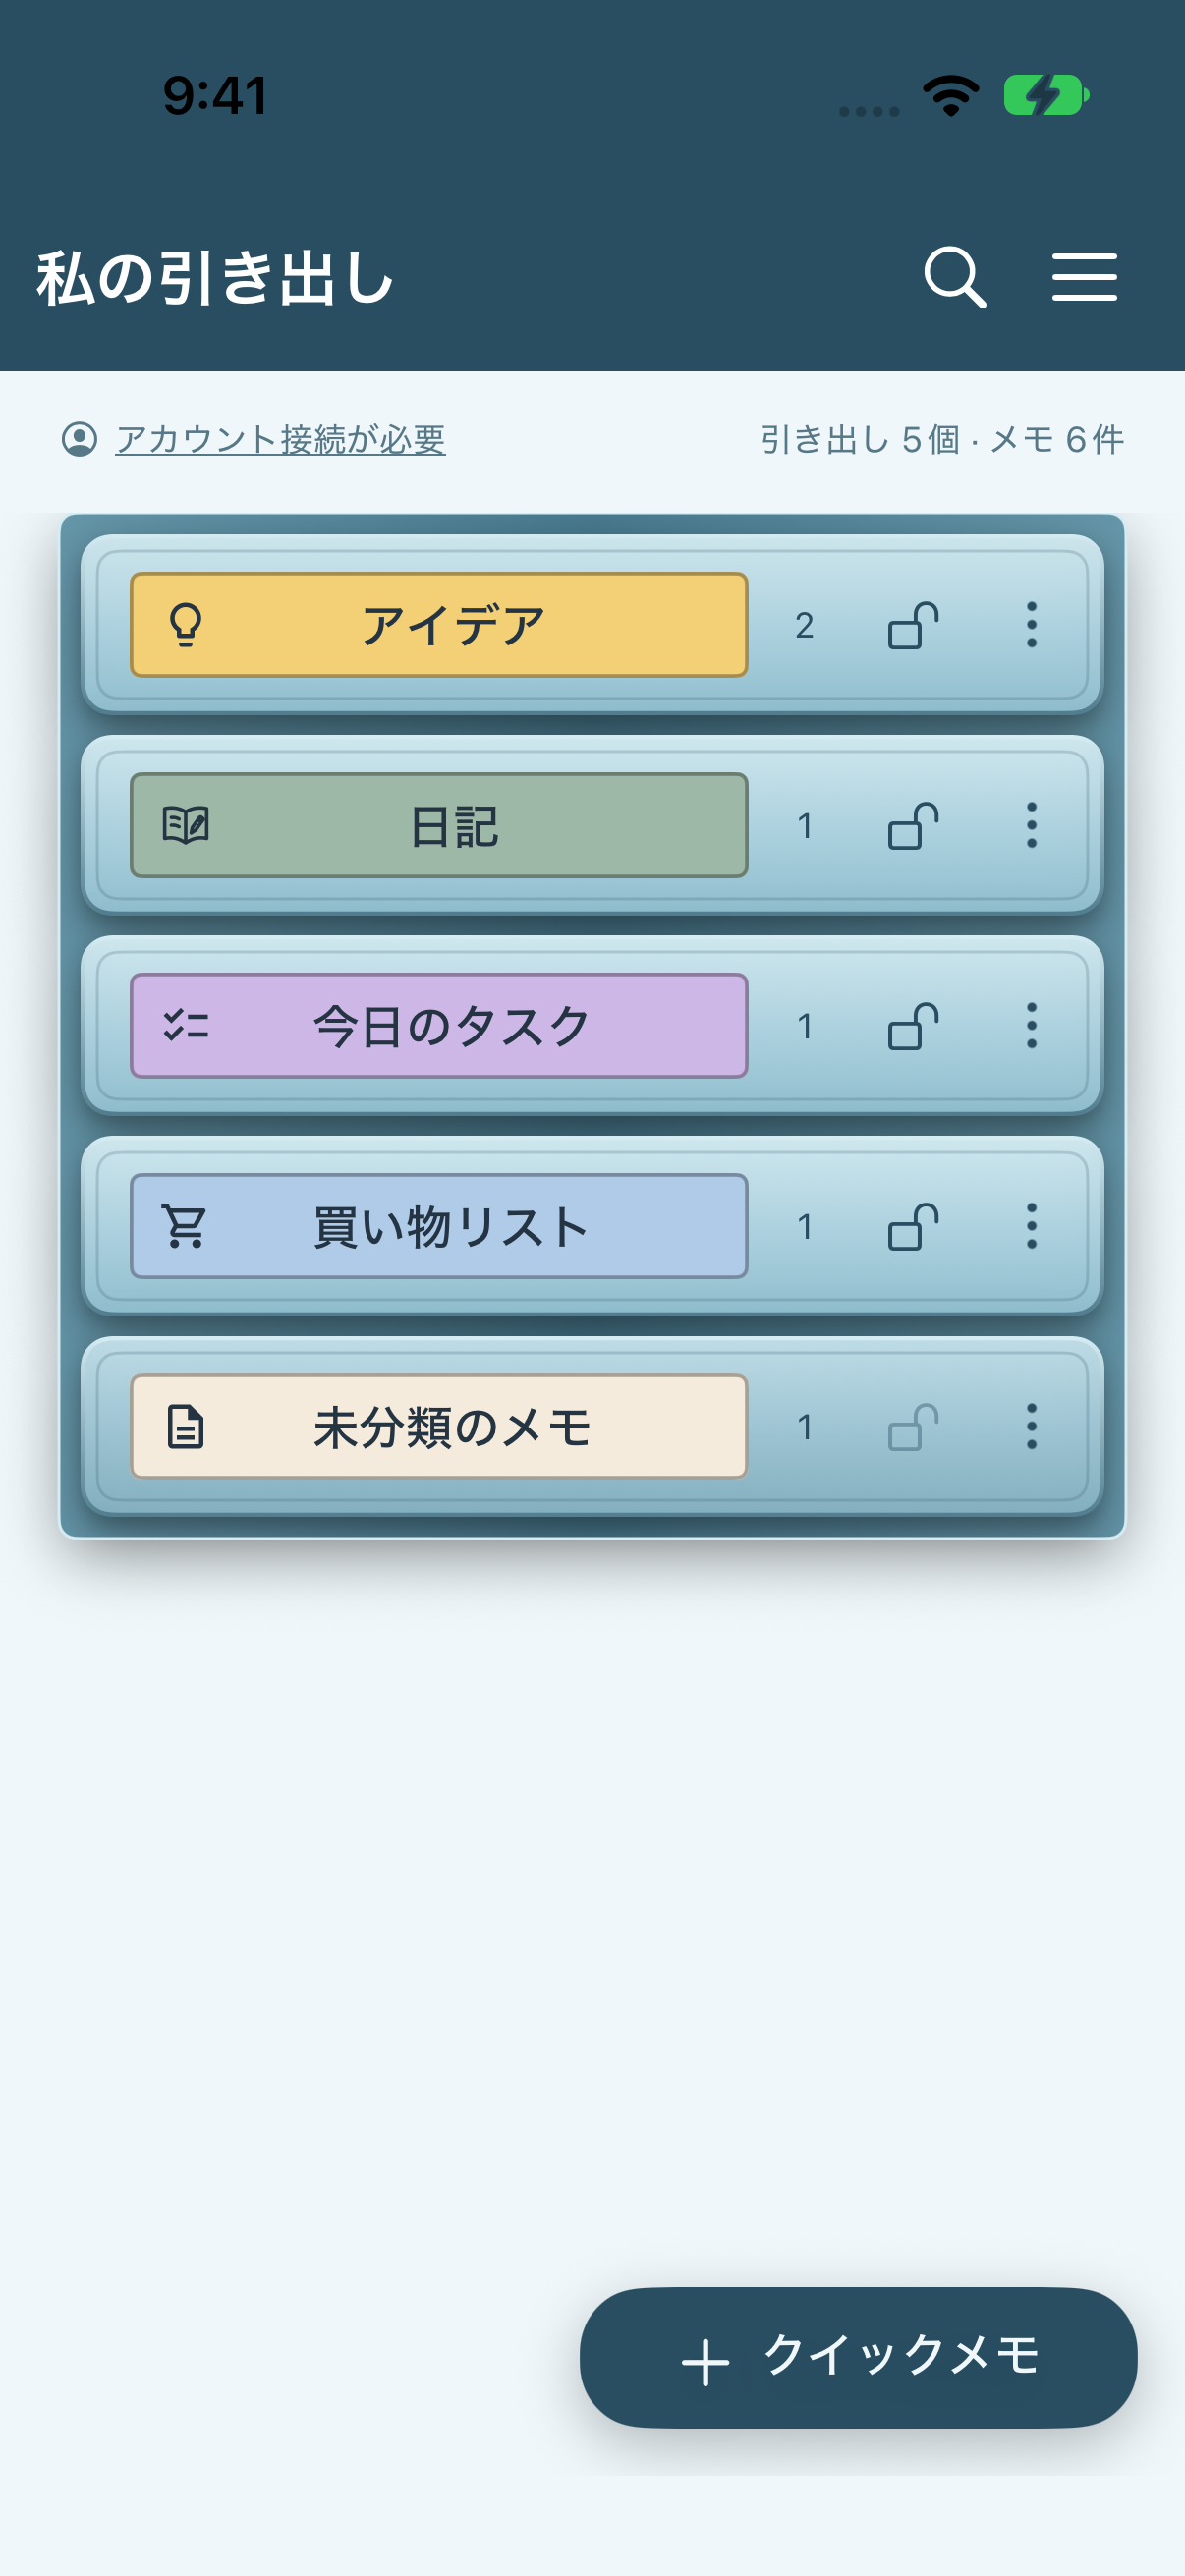 9:41
私の引き出し
アカウント接続が必要 引き出し 5個 · メモ 6件
アイデア 2
日記 1
今日のタスク 1
買い物リスト 1
未分類のメモ 1
クイックメモ